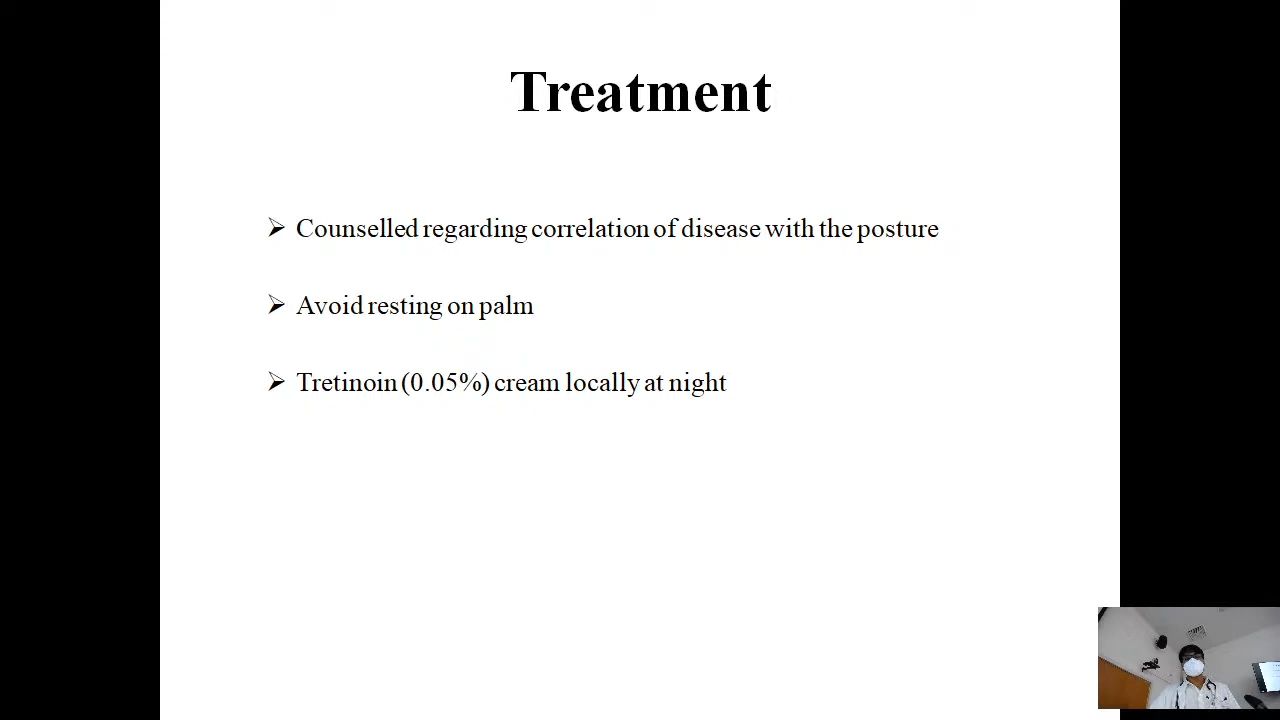 Treatment
➢ Counselled regarding correlation of disease with the posture
➢ Avoid resting on palm
➢ Tretinoin (0.05%) cream locally at night